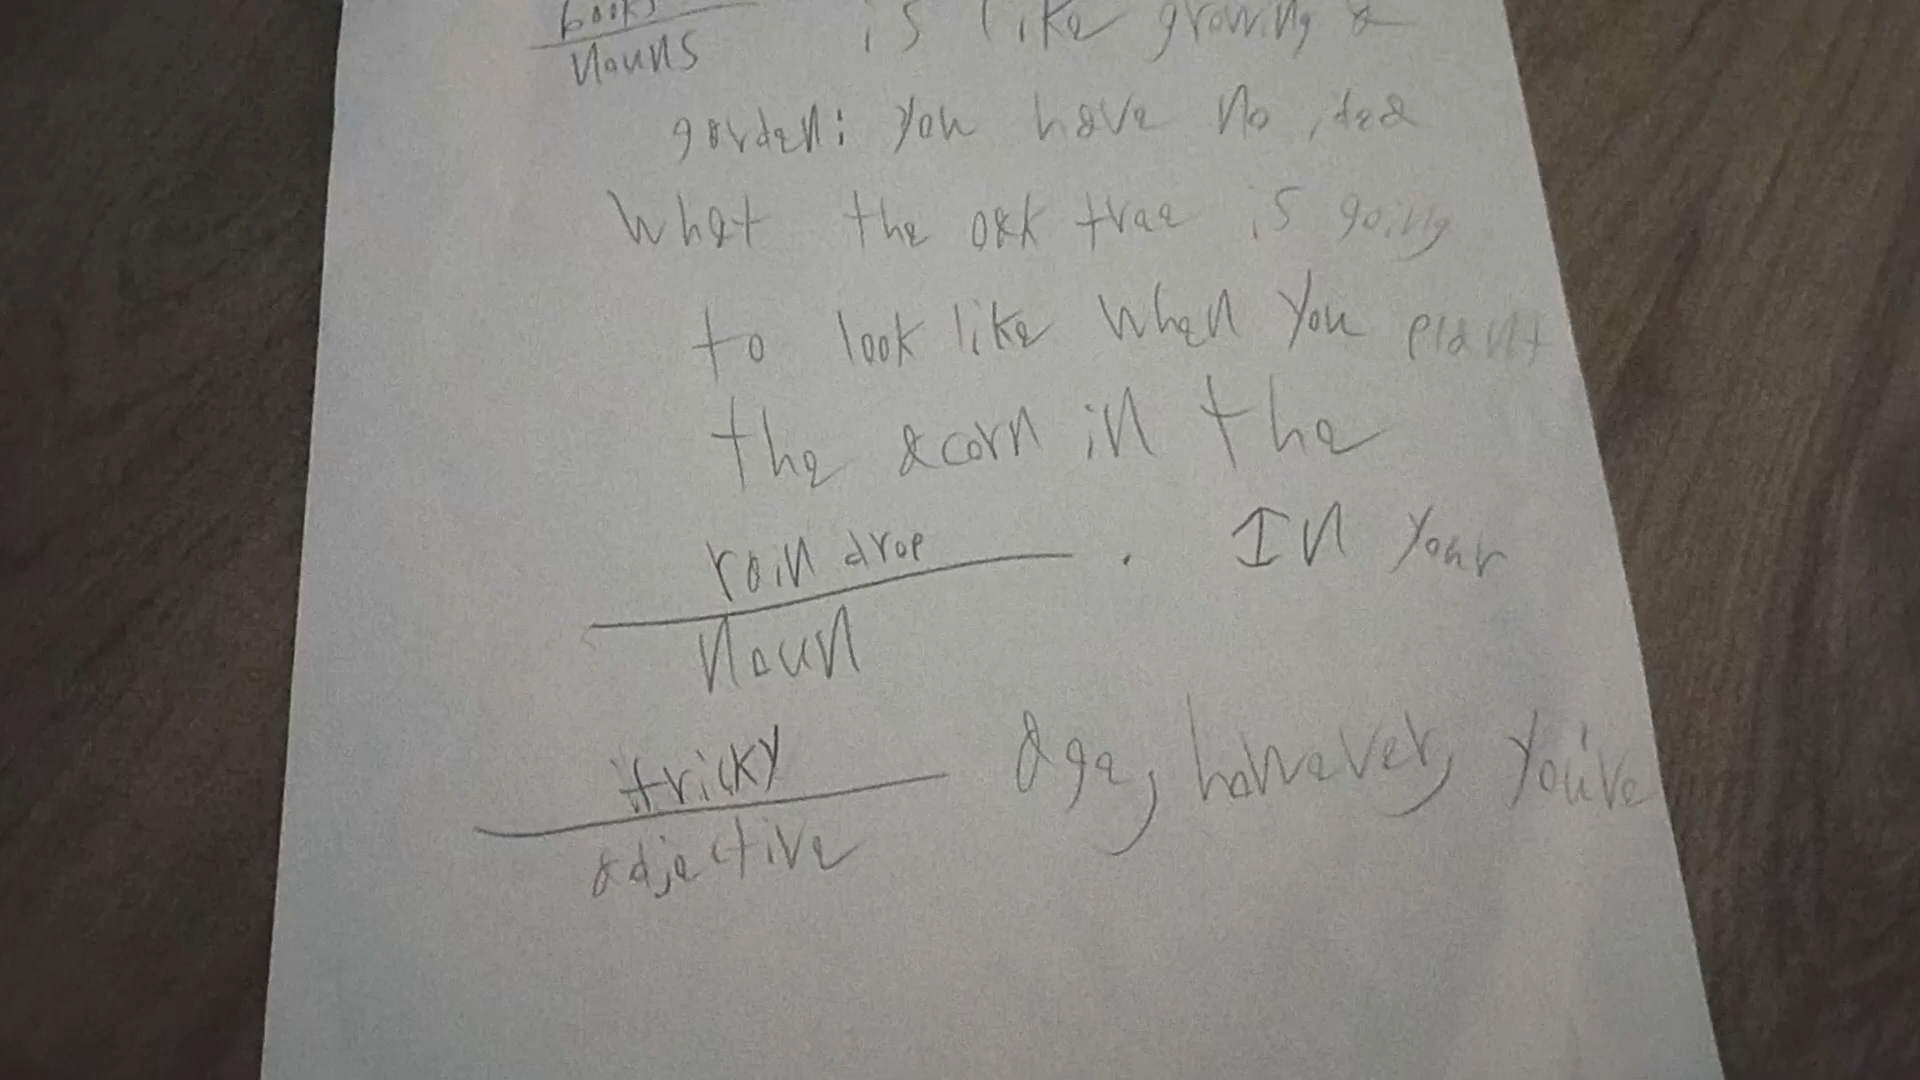 books
nouns is like growing a
garden: you have no idea
What the oak tree is going
to look like when you plant
the acorn in the
rain drop . In your
noun
tricky age, however, you've
adjective